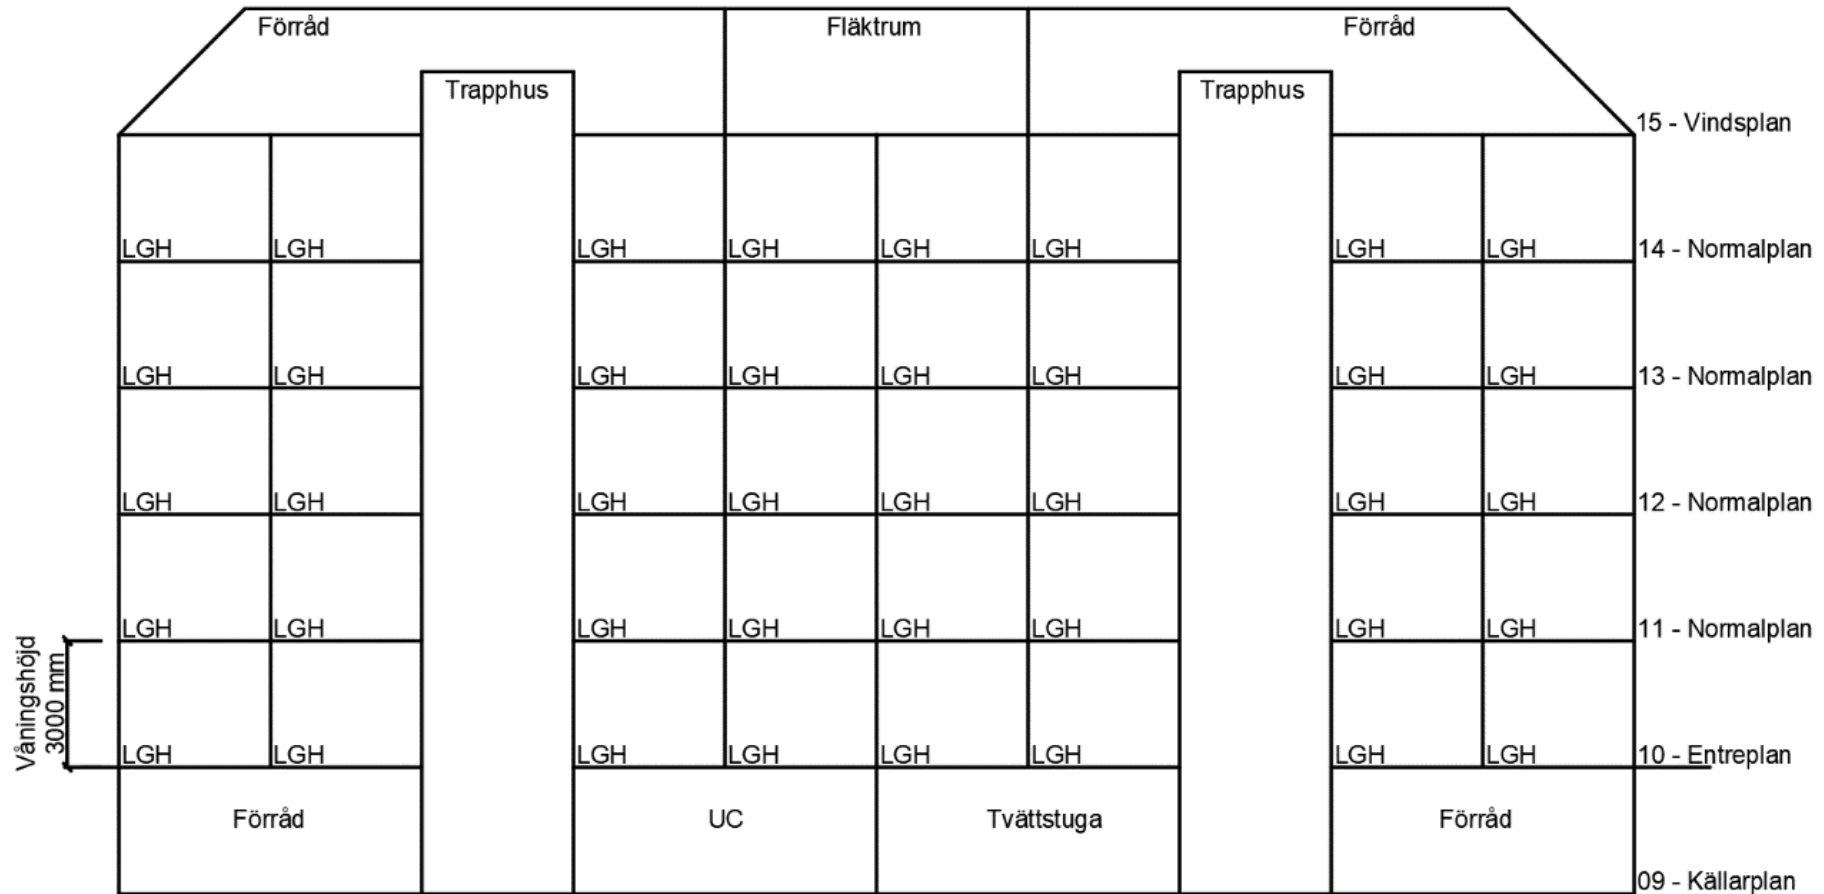 Förråd
Fläktrum
Förråd
Trapphus
Trapphus
15 - Vindsplan
LGH LGH LGH LGH LGH LGH LGH LGH 14 - Normalplan
LGH LGH LGH LGH LGH LGH LGH LGH 13 - Normalplan
LGH LGH LGH LGH LGH LGH LGH LGH 12 - Normalplan
LGH LGH LGH LGH LGH LGH LGH LGH 11 - Normalplan
Våningshöjd
3000 mm
LGH LGH LGH LGH LGH LGH LGH LGH 10 - Entreplan
Förråd
UC
Tvättstuga
Förråd
09 - Källarplan